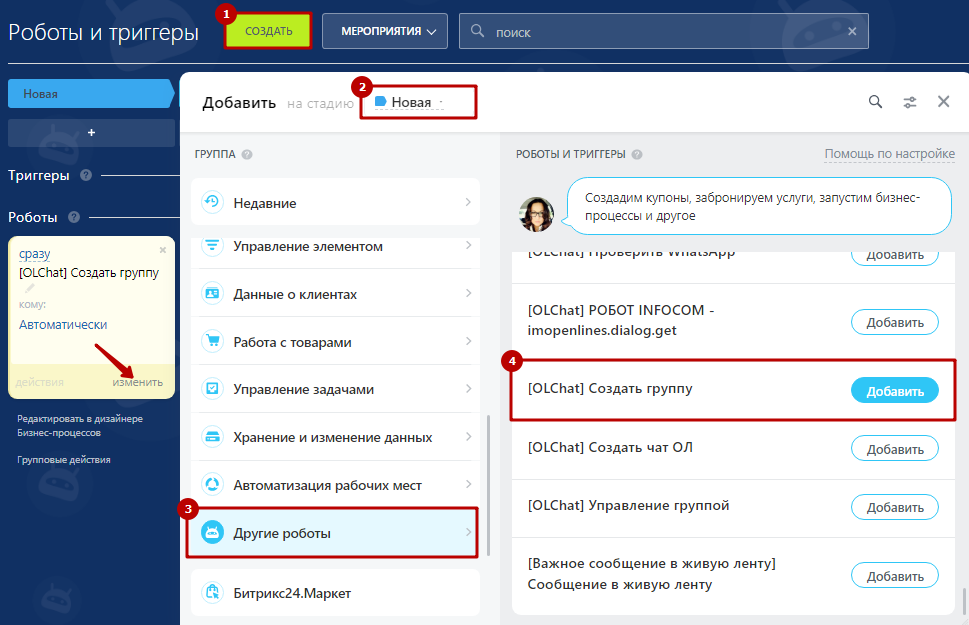 Роботы и триггеры
1
СОЗДАТЬ
МЕРОПРИЯТИЯ
поиск
Новая
+
Триггеры ?
Роботы ?
сразу
[OLChat] Создать группу
кому:
Автоматически
действия
изменить
Редактировать в дизайнере
Бизнес-процессов
Групповые действия
Добавить на стадию
2
Новая
ГРУППА ?
Недавние
Управление элементом
Данные о клиентах
Работа с товарами
Управление задачами
Хранение и изменение данных
Автоматизация рабочих мест
3
Другие роботы
Битрикс24.Маркет
РОБОТЫ И ТРИГГЕРЫ ?
Помощь по настройке
Создадим купоны, забронируем услуги, запустим бизнес-
процессы и другое
[OLChat] Проверить WhatsApp
Добавить
[OLChat] РОБОТ INFOCOM -
imopenlines.dialog.get
Добавить
4
[OLChat] Создать группу
Добавить
[OLChat] Создать чат ОЛ
Добавить
[OLChat] Управление группой
Добавить
[Важное сообщение в живую ленту]
Сообщение в живую ленту
Добавить